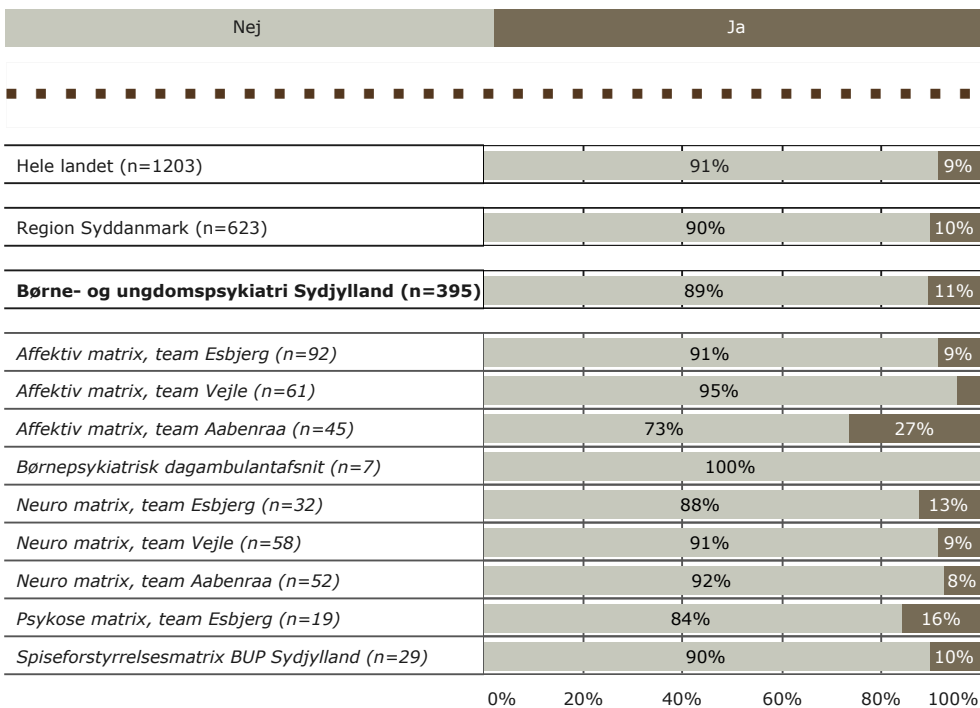 Nej Ja
Hele landet (n=1203) 91% 9%
Region Syddanmark (n=623) 90% 10%
Børne- og ungdomspsykiatri Sydjylland (n=395) 89% 11%
Affektiv matrix, team Esbjerg (n=92) 91% 9%
Affektiv matrix, team Vejle (n=61) 95%
Affektiv matrix, team Aabenraa (n=45) 73% 27%
Børnepsykiatrisk dagambulantafsnit (n=7) 100%
Neuro matrix, team Esbjerg (n=32) 88% 13%
Neuro matrix, team Vejle (n=58) 91% 9%
Neuro matrix, team Aabenraa (n=52) 92% 8%
Psykose matrix, team Esbjerg (n=19) 84% 16%
Spiseforstyrrelsesmatrix BUP Sydjylland (n=29) 90% 10%
0% 20% 40% 60% 80% 100%